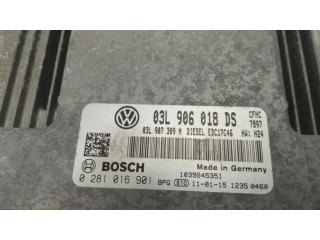 03L 906 018 DS
CFHC
7897
03L 907 309 N DIESEL EDC17C46 HW: H24
BOSCH
Made in Germany
1039S45351
0 281 016 901 BPG 11-01-15 1235 0460